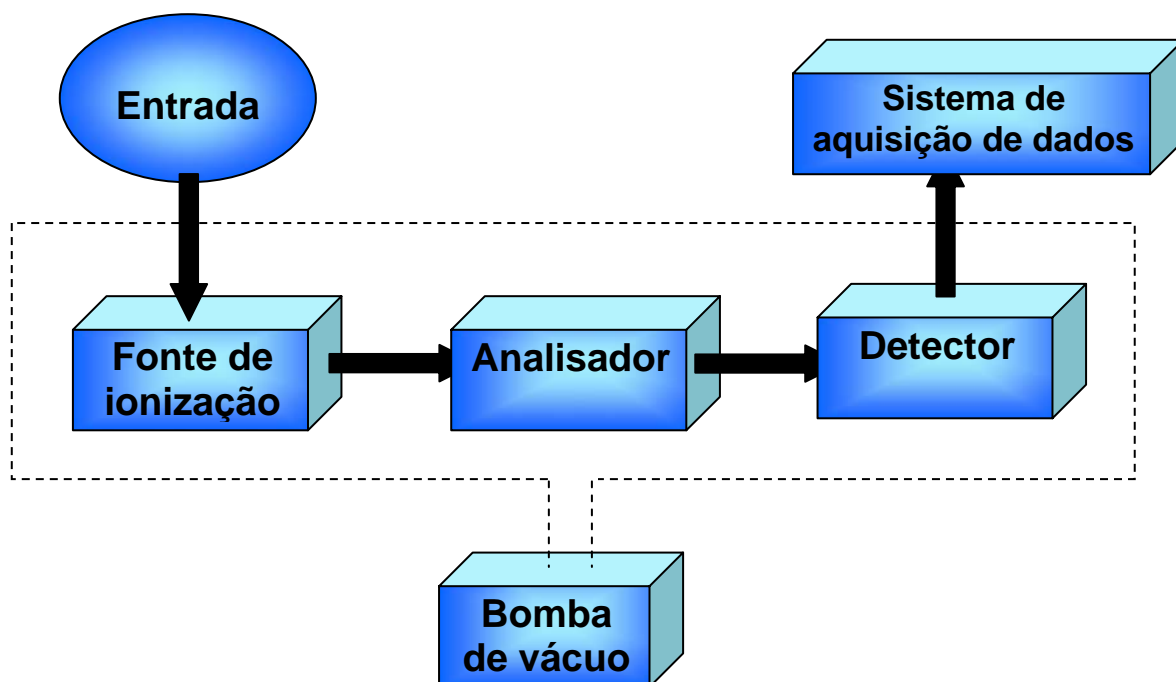 Entrada
Sistema de
aquisição de dados
Fonte de
ionização
Analisador
Detector
Bomba
de vácuo